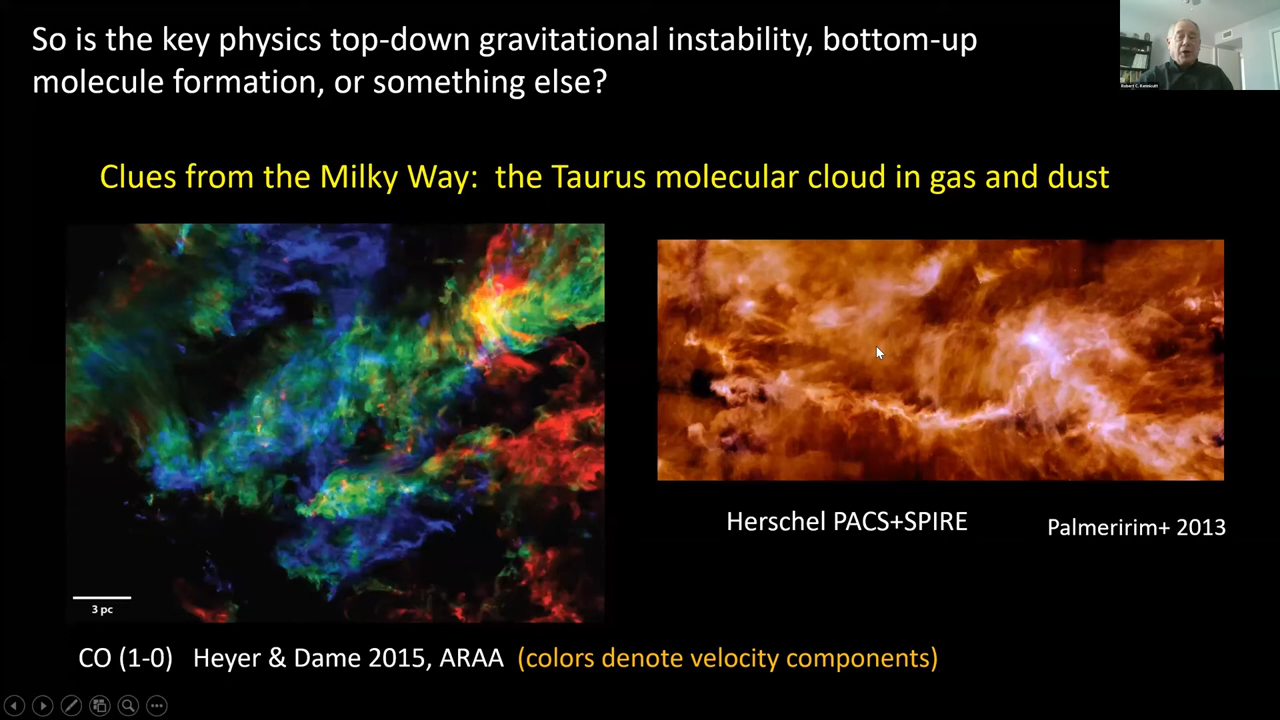 So is the key physics top-down gravitational instability, bottom-up
molecule formation, or something else?
Robert C. Kennicutt
Clues from the Milky Way: the Taurus molecular cloud in gas and dust
3 pc
Herschel PACS+SPIRE
Palmeririm+ 2013
CO (1-0) Heyer & Dame 2015, ARAA (colors denote velocity components)